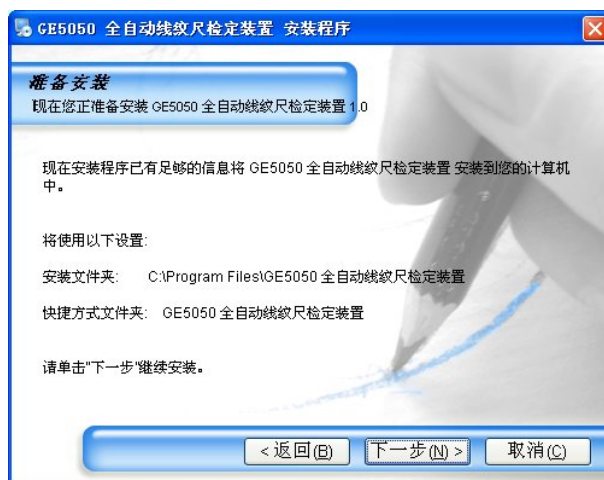 GE5050 全自动线纹尺检定装置 安装程序
准备安装
现在您正准备安装 GE5050 全自动线纹尺检定装置 1.0
现在安装程序已有足够的信息将 GE5050 全自动线纹尺检定装置 安装到您的计算机
中。
将使用以下设置:
安装文件夹: C:\Program Files\GE5050 全自动线纹尺检定装置
快捷方式文件夹: GE5050 全自动线纹尺检定装置
请单击"下一步"继续安装。
< 返回(B) 下一步(N) > 取消(C)